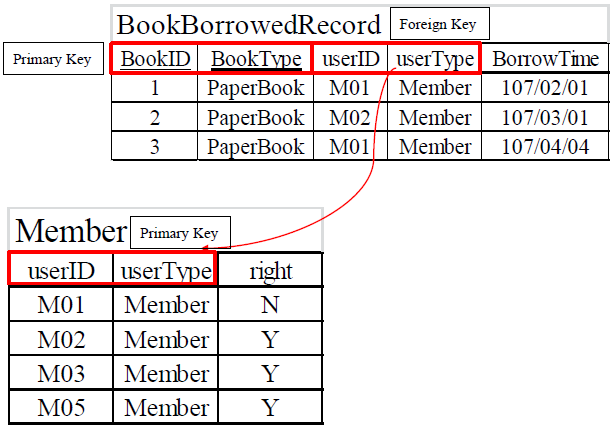 BookBorrowedRecord Foreign Key
Primary Key
BookID BookType userID userType BorrowTime
1 PaperBook M01 Member 107/02/01
2 PaperBook M02 Member 107/03/01
3 PaperBook M01 Member 107/04/04
Member Primary Key
userID userType right
M01 Member N
M02 Member Y
M03 Member Y
M05 Member Y